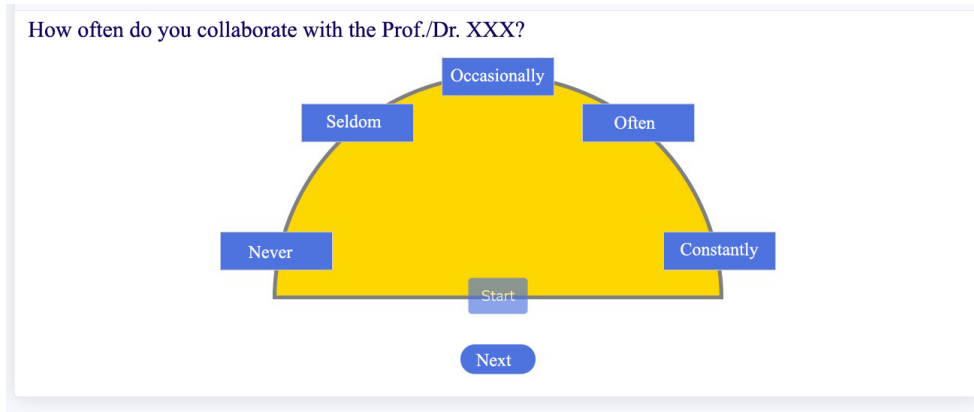 How often do you collaborate with the Prof./Dr. XXX?
Occasionally
Seldom
Often
Never
Constantly
Start
Next